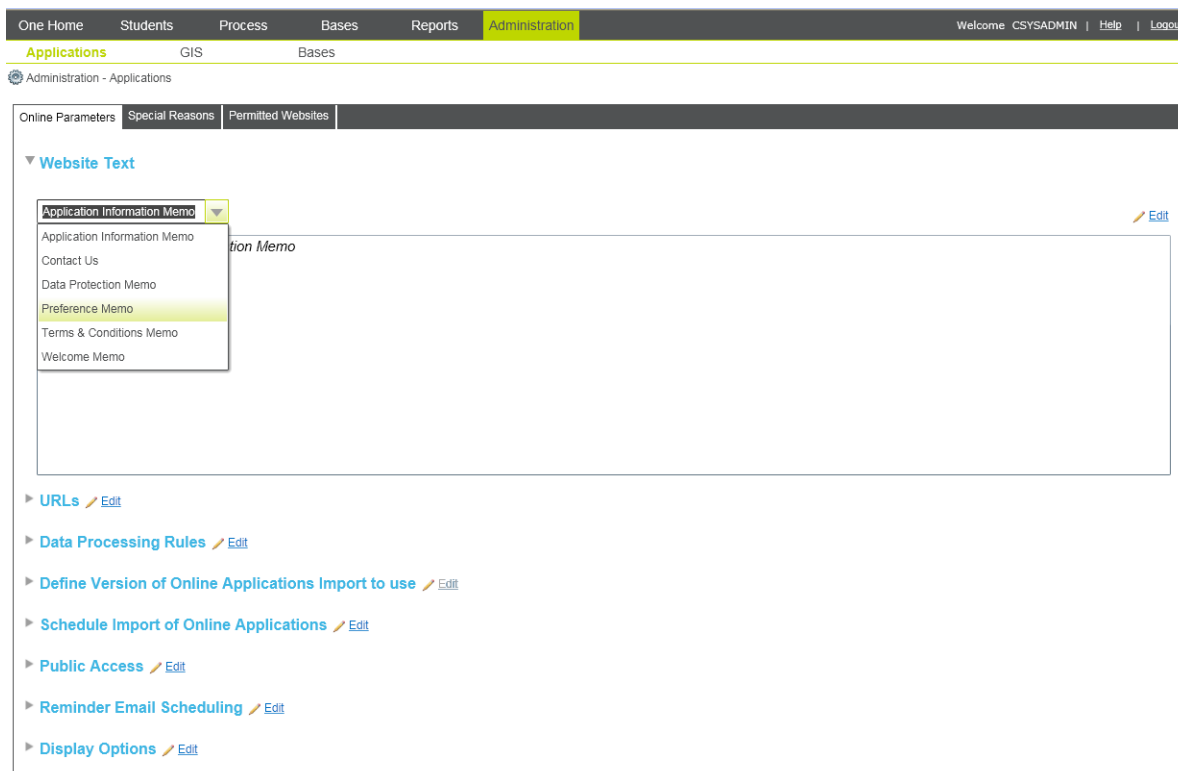 One Home Students Process Bases Reports Administration Welcome CSYSADMIN | Help | Logou
Applications GIS Bases
Administration - Applications
Online Parameters Special Reasons Permitted Websites
Website Text
Application Information Memo Edit
Application Information Memo tion Memo
Contact Us
Data Protection Memo
Preference Memo
Terms & Conditions Memo
Welcome Memo
URLs Edit
Data Processing Rules Edit
Define Version of Online Applications Import to use Edit
Schedule Import of Online Applications Edit
Public Access Edit
Reminder Email Scheduling Edit
Display Options Edit